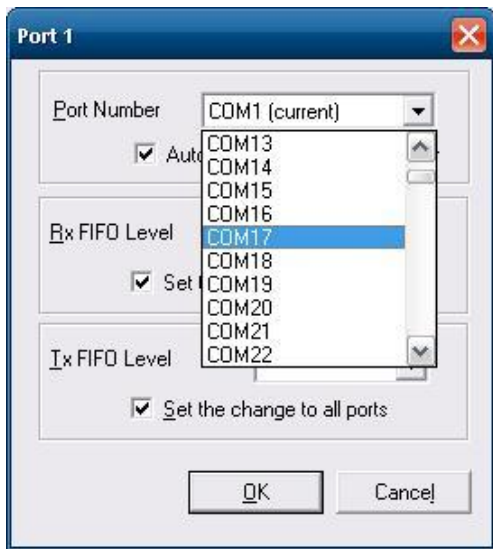 Port 1
Port Number
COM1 (current)
COM13
COM14
COM15
COM16
COM17
COM18
COM19
COM20
COM21
COM22
Rx FIFO Level
Set
Tx FIFO Level
Set the change to all ports
OK
Cancel